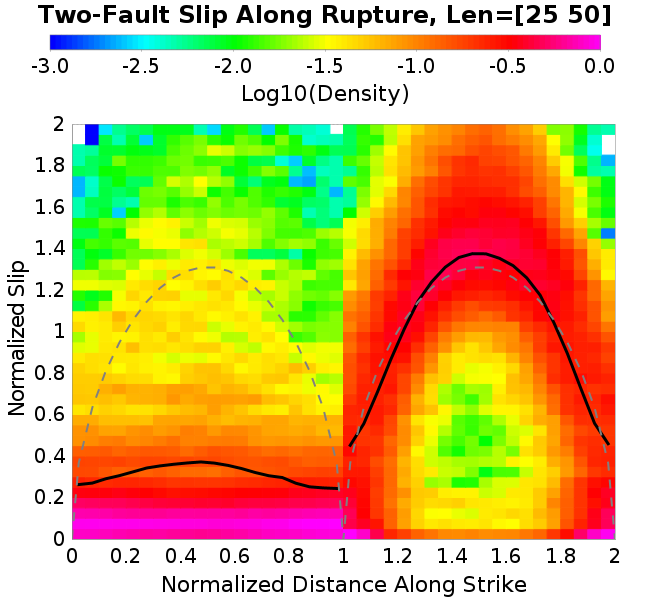 Two-Fault Slip Along Rupture, Len=[25 50]
-3.0 -2.5 -2.0 -1.5 -1.0 -0.5 0.0
Log10(Density)
2
1.8
1.6
1.4
1.2
1
0.8
0.6
0.4
0.2
0
Normalized Slip
0 0.2 0.4 0.6 0.8 1 1.2 1.4 1.6 1.8 2
Normalized Distance Along Strike